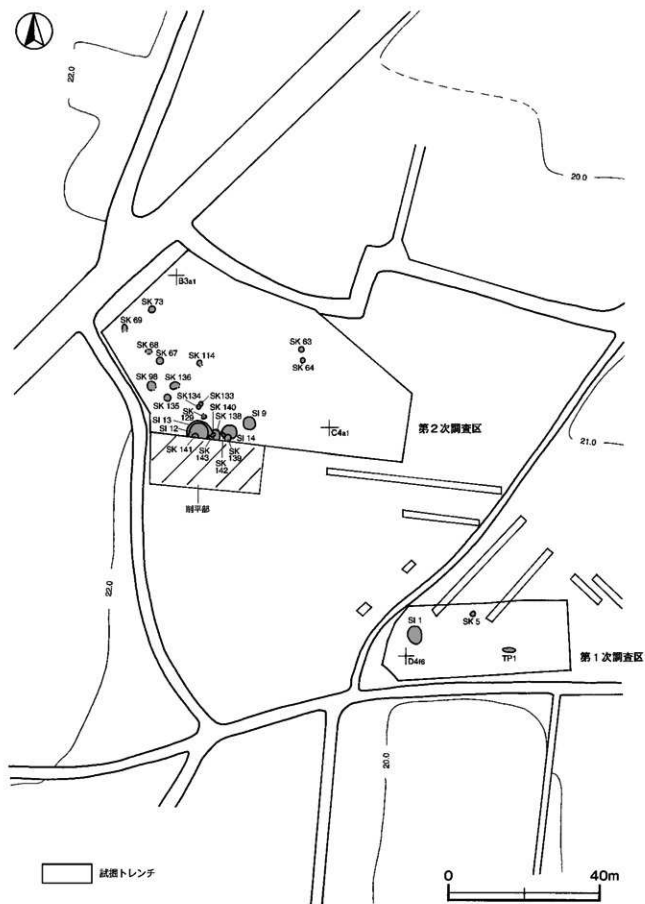 22.0
20.0
B3a1
SK 73
SK 69
SK 68
SK 67
SK 114
SK 63
SK 64
SK 98
SK 136
SK134
SK133
SK 135
SK 129
SK 140
SK 138
SI 9
SI 13
SI 12
SI 14
C4a1
第2次調査区
SK 141
SK 143
SK 142
SK 139
削平部
21.0
22.0
SI 1
SK 5
D4f6
TP1
第1次調査区
20.0
試掘トレンチ
0
40m